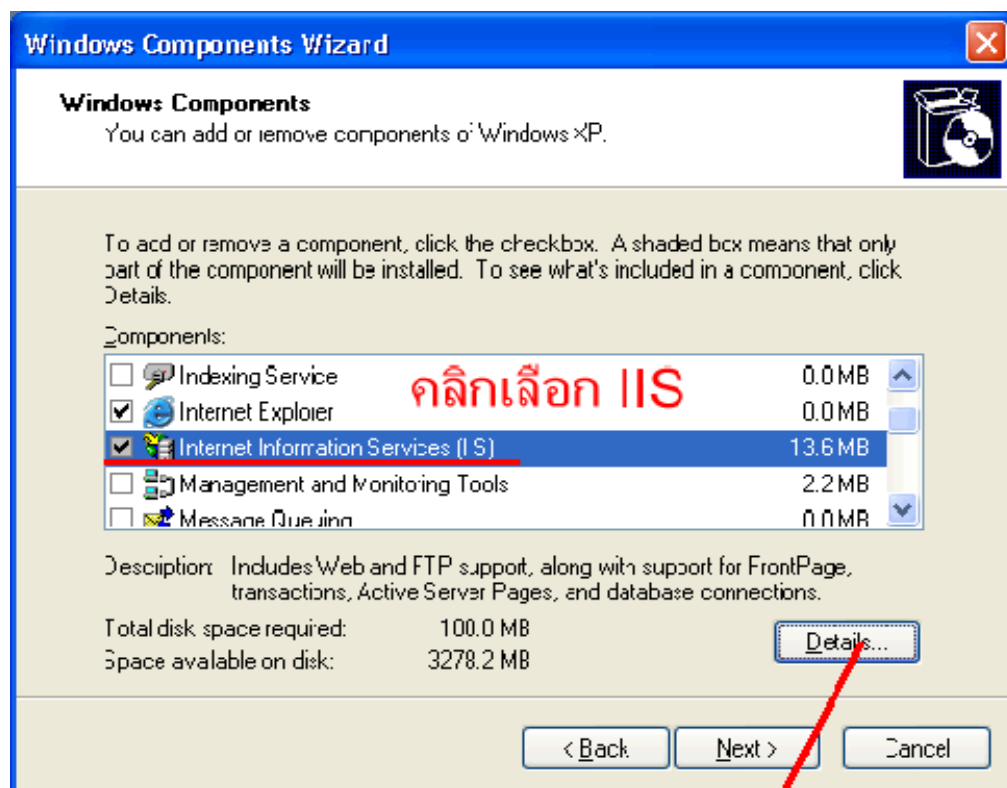 Windows Components Wizard
Windows Components
You can add or remove components of Windows XP.
To add or remove a component, click the checkbox. A shaded box means that only
part of the component will be installed. To see what's included in a component, click
Details.
Components:
Indexing Service 0.0 MB
คลิกเลือก IIS
Internet Explorer 0.0 MB
Internet Information Services (IIS) 13.6 MB
Management and Monitoring Tools 2.2 MB
Message Queuing 0.0 MB
Description: Includes Web and FTP support, along with support for FrontPage,
transactions, Active Server Pages, and database connections.
Total disk space required: 100.0 MB
Space available on disk: 3278.2 MB
Details...
< Back Next > Cancel